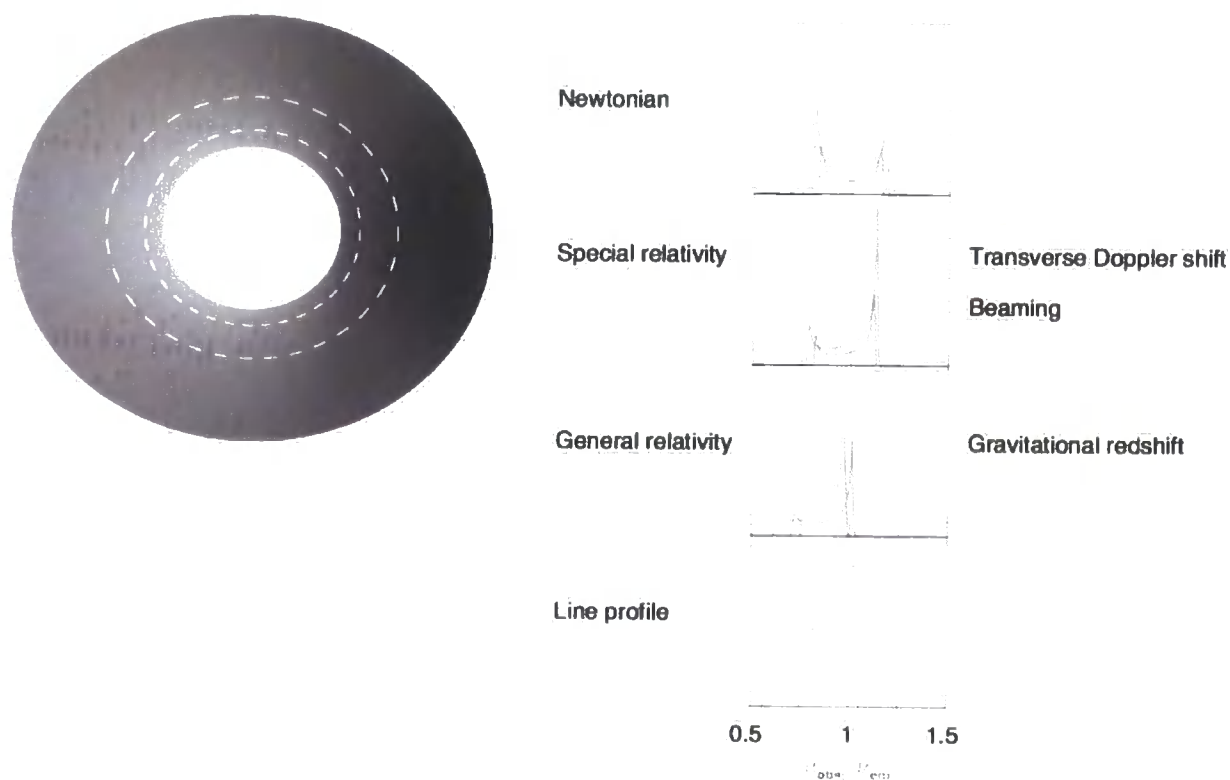 Newtonian
Special relativity
Transverse Doppler shift
Beaming
General relativity
Gravitational redshift
Line profile
0.5 1 1.5